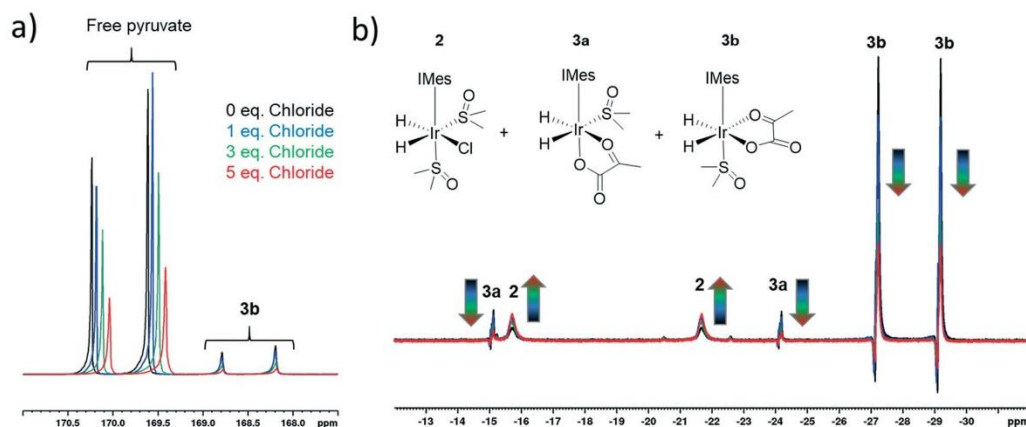 a)
Free pyruvate
0 eq. Chloride
1 eq. Chloride
3 eq. Chloride
5 eq. Chloride
3b
170.5 170.0 169.5 169.0 168.5 168.0 ppm
b)
2 3a 3b
IMes IMes IMes
O O O
H S H S H O
Ir Ir Ir
H Cl H O H O O
S O O O S O
3b 3b
3a 2 2 3a
-13 -14 -15 -16 -17 -18 -19 -20 -21 -22 -23 -24 -25 -26 -27 -28 -29 -30 ppm